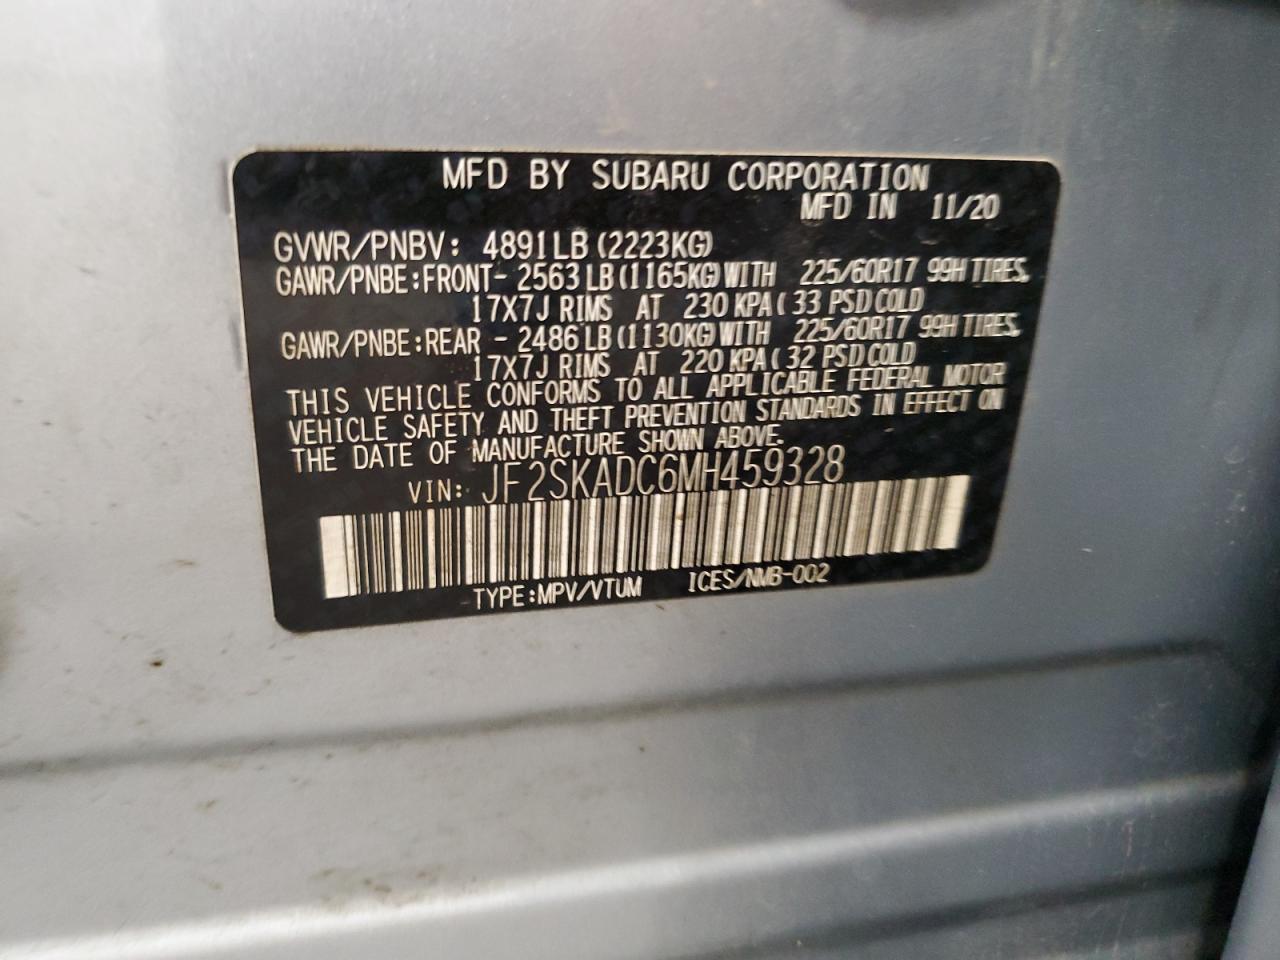 MFD BY SUBARU CORPORATION
MFD IN 11/20
GVWR/PNBV: 4891LB (2223KG)
GAWR/PNBE:FRONT- 2563 LB (1165KG) WITH 225/60R17 99H TIRES,
17X7J RIMS AT 230 KPA ( 33 PSI) COLD
GAWR/PNBE:REAR - 2486 LB (1130KG) WITH 225/60R17 99H TIRES,
17X7J RIMS AT 220 KPA ( 32 PSI) COLD
THIS VEHICLE CONFORMS TO ALL APPLICABLE FEDERAL MOTOR
VEHICLE SAFETY AND THEFT PREVENTION STANDARDS IN EFFECT ON
THE DATE OF MANUFACTURE SHOWN ABOVE.
VIN: JF2SKADC6MH459328
TYPE:MPV/VTUM ICES/NMB-002